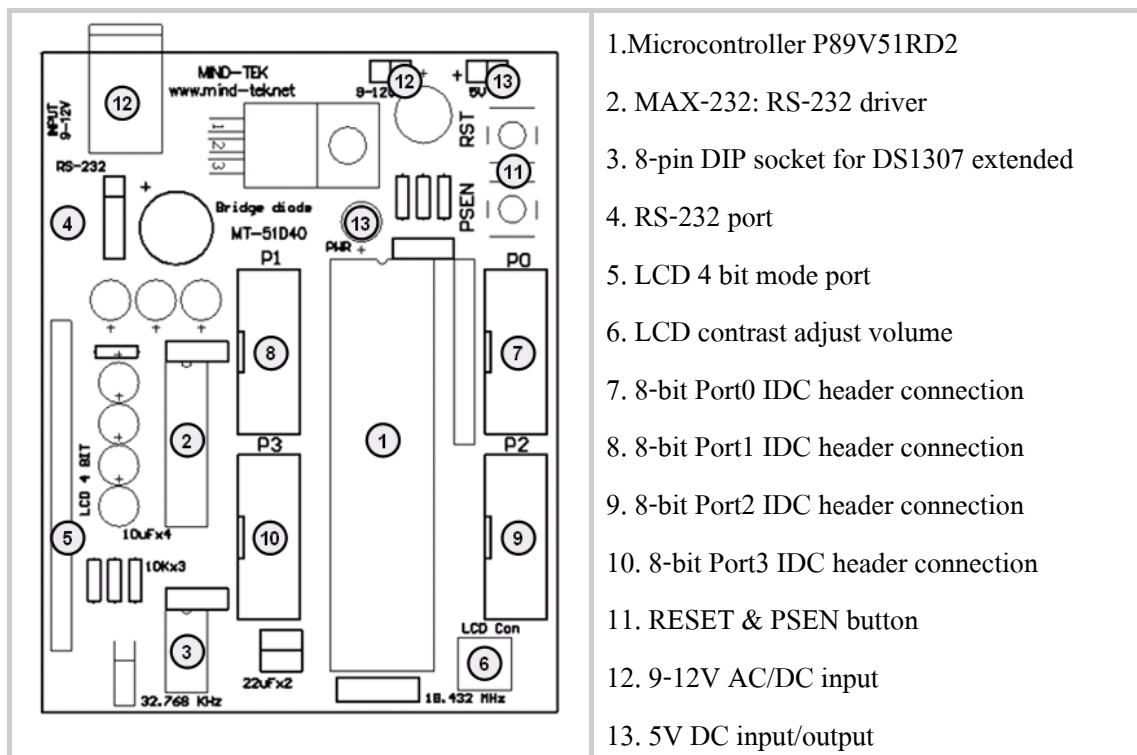 MIND-TEK
www.mind-tek.net
INPUT
9-12V
12
9-12V
12
+
+
5V
13
RST
11
PSEN
1
2
3
RS-232
4
+
Bridge diode
MT-51D40
13
PWR +
P1
P0
8
7
+ + +
+
+
+
+
2
1
LCD 4 BIT
5
P3
P2
10
9
10uFx4
10Kx3
3
32.768 KHz
22uFx2
LCD Con
6
18.432 MHz
1.Microcontroller P89V51RD2
2. MAX-232: RS-232 driver
3. 8-pin DIP socket for DS1307 extended
4. RS-232 port
5. LCD 4 bit mode port
6. LCD contrast adjust volume
7. 8-bit Port0 IDC header connection
8. 8-bit Port1 IDC header connection
9. 8-bit Port2 IDC header connection
10. 8-bit Port3 IDC header connection
11. RESET & PSEN button
12. 9-12V AC/DC input
13. 5V DC input/output